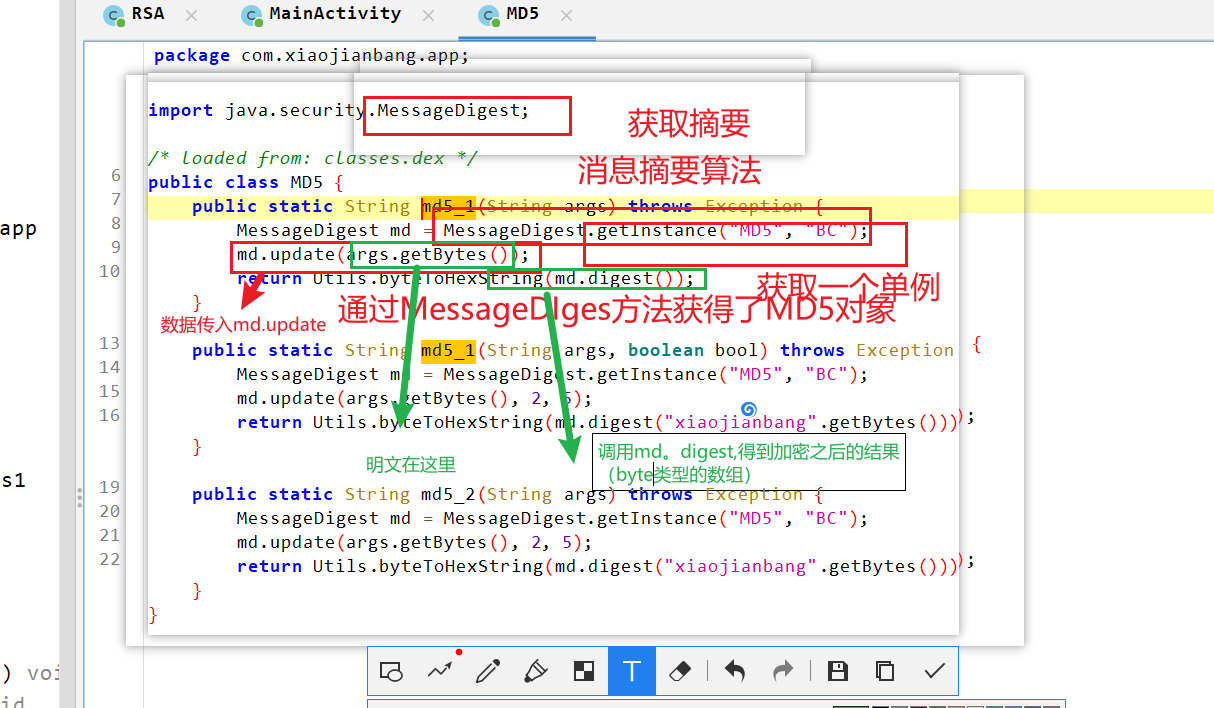 RSA
MainActivity
MD5
package com.xiaojianbang.app;
import java.security.MessageDigest;
获取摘要
/* loaded from: classes.dex */
消息摘要算法
6
public class MD5 {
7
public static String md5_1(String args) throws Exception {
8
MessageDigest md = MessageDigest.getInstance("MD5", "BC");
app
9
md.update(args.getBytes());
10
return Utils.byteToHexString(md.digest());
获取一个单例
}
通过MessageDIges方法获得了MD5对象
数据传入md.update
13
public static String md5_1(String args, boolean bool) throws Exception {
14
MessageDigest md = MessageDigest.getInstance("MD5", "BC");
15
md.update(args.getBytes(), 2, 5);
16
return Utils.byteToHexString(md.digest("xiaojianbang".getBytes()));
}
调用md。digest,得到加密之后的结果
(byte类型的数组)
明文在这里
s1
19
public static String md5_2(String args) throws Exception {
20
MessageDigest md = MessageDigest.getInstance("MD5", "BC");
21
md.update(args.getBytes(), 2, 5);
22
return Utils.byteToHexString(md.digest("xiaojianbang".getBytes()));
}
}
) voi
id
T